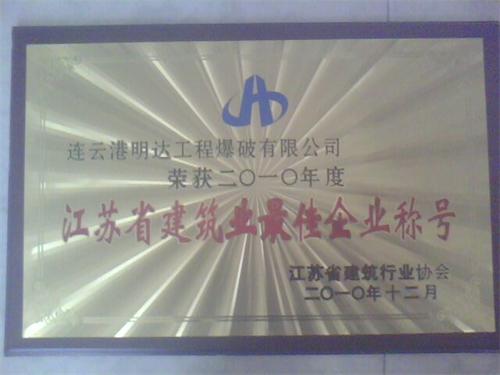 连云港明达工程爆破有限公司
荣获二〇一〇年度
江苏省建筑业最佳企业称号
江苏省建筑行业协会
二〇一〇年十二月